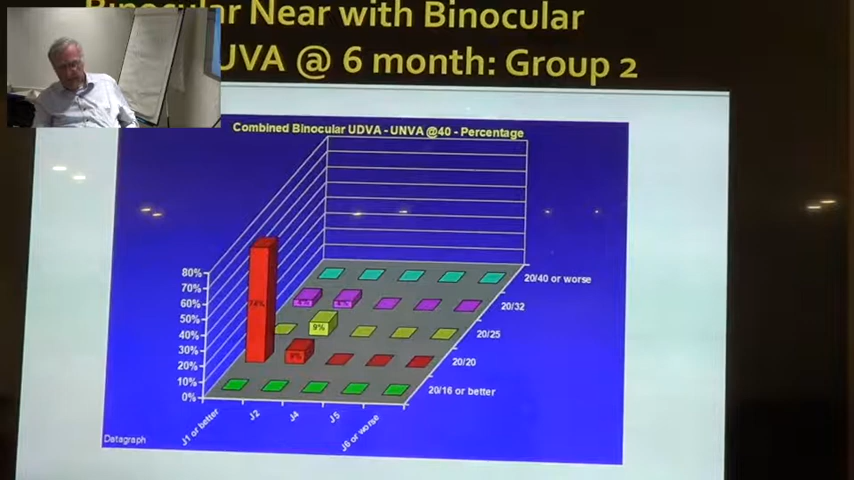 Binocular Near with Binocular
UVA @ 6 month: Group 2
Combined Binocular UDVA - UNVA @40 - Percentage
80%
70%
60%
50%
40%
30%
20%
10%
0%
9%
9%
20/40 or worse
20/32
20/25
20/20
20/16 or better
J1 or better
J2
J4
J5
J6 or worse
Datagraph